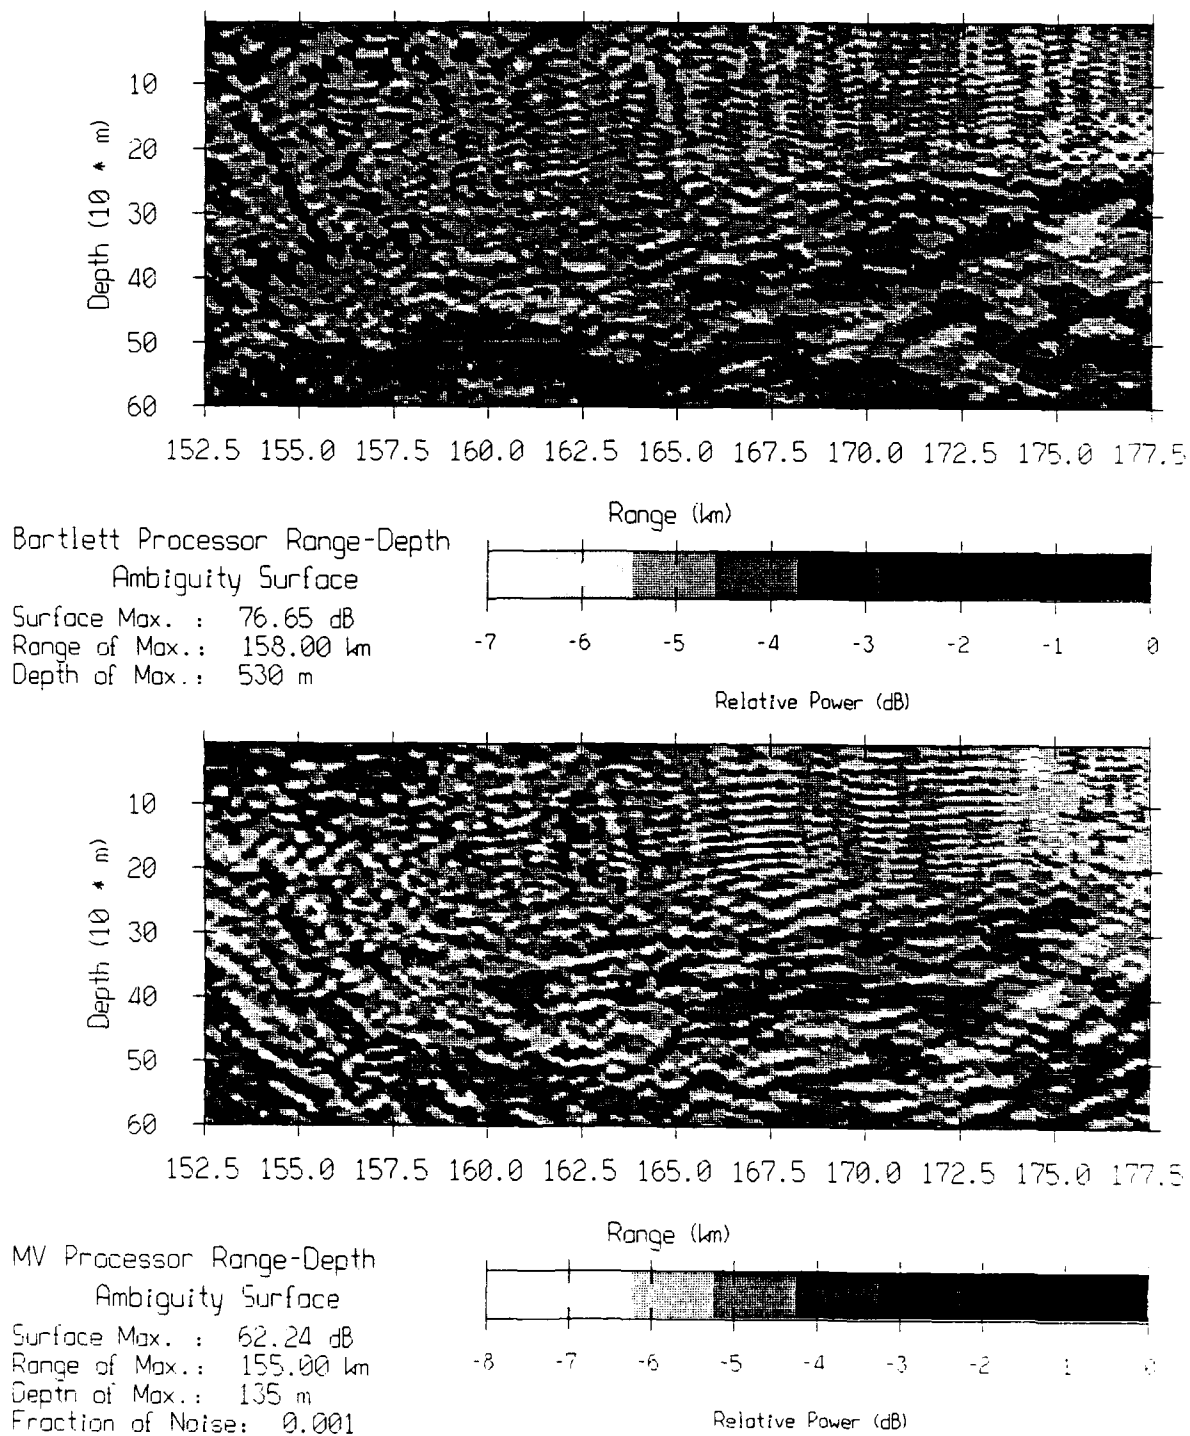 10
20
30
40
50
60
Depth (10 * m)
152.5 155.0 157.5 160.0 162.5 165.0 167.5 170.0 172.5 175.0 177.5
Range (km)
Bartlett Processor Range-Depth
Ambiguity Surface
Surface Max. : 76.65 dB
Range of Max.: 158.00 km
Depth of Max.: 530 m
-7 -6 -5 -4 -3 -2 -1 0
Relative Power (dB)
10
20
30
40
50
60
Depth (10 * m)
152.5 155.0 157.5 160.0 162.5 165.0 167.5 170.0 172.5 175.0 177.5
Range (km)
MV Processor Range-Depth
Ambiguity Surface
Surface Max. : 62.24 dB
Range of Max.: 155.00 km
Depth of Max.: 135 m
Fraction of Noise: 0.001
-8 -7 -6 -5 -4 -3 -2 1 0
Relative Power (dB)